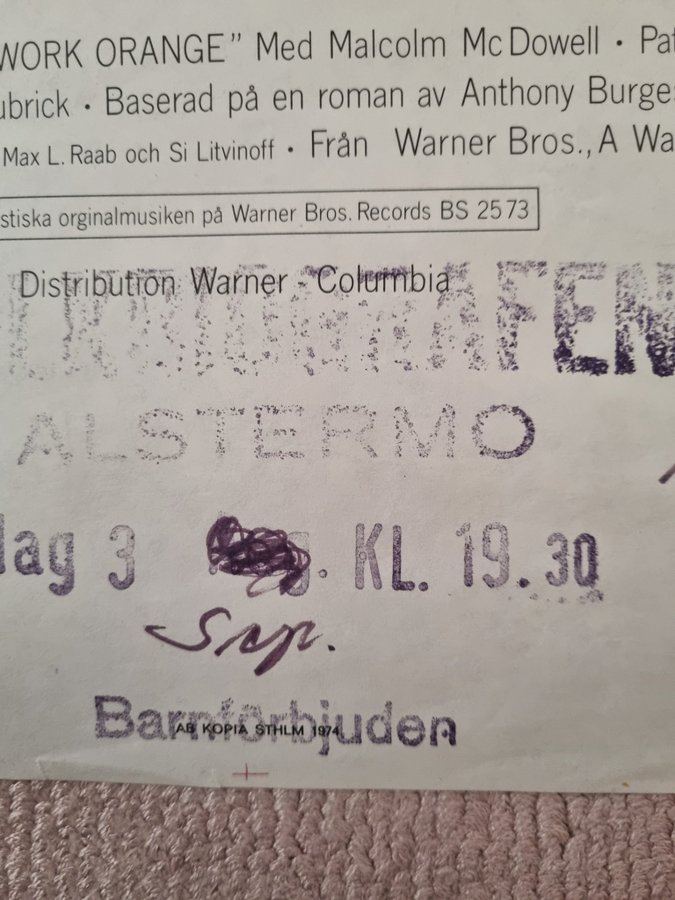 WORK ORANGE” Med Malcolm McDowell · Pat
ubrick · Baserad på en roman av Anthony Burges
Max L. Raab och Si Litvinoff · Från Warner Bros., A Wa
stiska orginalmusiken på Warner Bros. Records BS 2573
Distribution Warner - Columbia
ALSTERMO
dag 3 KL. 19.30
Sep.
Barnförbjuden
AB KOPIA STHLM 1974